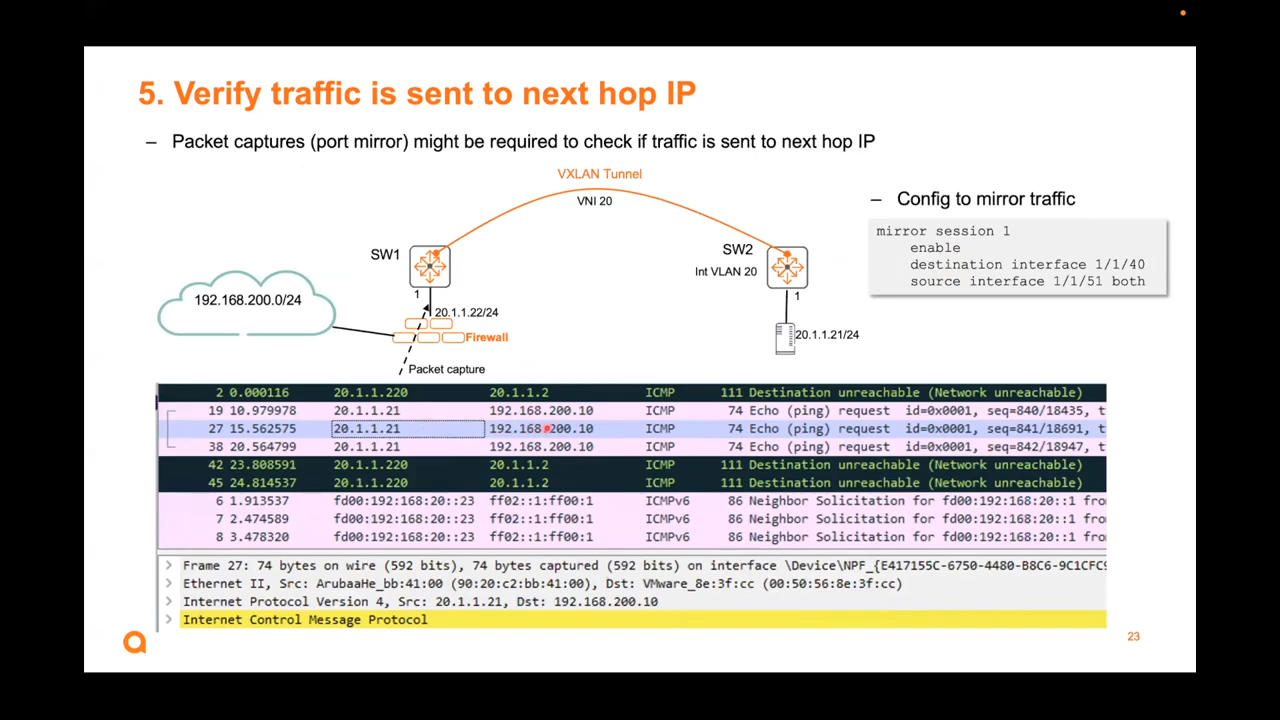 5. Verify traffic is sent to next hop IP
– Packet captures (port mirror) might be required to check if traffic is sent to next hop IP
VXLAN Tunnel
VNI 20
– Config to mirror traffic
mirror session 1
enable
destination interface 1/1/40
source interface 1/1/51 both
SW1
SW2
Int VLAN 20
1
1
192.168.200.0/24
20.1.1.22/24
Firewall
20.1.1.21/24
Packet capture
2 0.000116 20.1.1.220 20.1.1.2 ICMP 111 Destination unreachable (Network unreachable)
19 10.979978 20.1.1.21 192.168.200.10 ICMP 74 Echo (ping) request id=0x0001, seq=840/18435, t
27 15.562575 20.1.1.21 192.168.200.10 ICMP 74 Echo (ping) request id=0x0001, seq=841/18691, t
38 20.564799 20.1.1.21 192.168.200.10 ICMP 74 Echo (ping) request id=0x0001, seq=842/18947, t
42 23.808591 20.1.1.220 20.1.1.2 ICMP 111 Destination unreachable (Network unreachable)
45 24.814537 20.1.1.220 20.1.1.2 ICMP 111 Destination unreachable (Network unreachable)
6 1.913537 fd00:192:168:20::23 ff02::1:ff00:1 ICMPv6 86 Neighbor Solicitation for fd00:192:168:20::1 from
7 2.474589 fd00:192:168:20::23 ff02::1:ff00:1 ICMPv6 86 Neighbor Solicitation for fd00:192:168:20::1 from
8 3.478320 fd00:192:168:20::23 ff02::1:ff00:1 ICMPv6 86 Neighbor Solicitation for fd00:192:168:20::1 from
Frame 27: 74 bytes on wire (592 bits), 74 bytes captured (592 bits) on interface \Device\NPF_{E417155C-6750-4480-B8C6-9C1CFC9
Ethernet II, Src: ArubaaHe_bb:41:00 (90:20:c2:bb:41:00), Dst: VMware_8e:3f:cc (00:50:56:8e:3f:cc)
Internet Protocol Version 4, Src: 20.1.1.21, Dst: 192.168.200.10
Internet Control Message Protocol
23